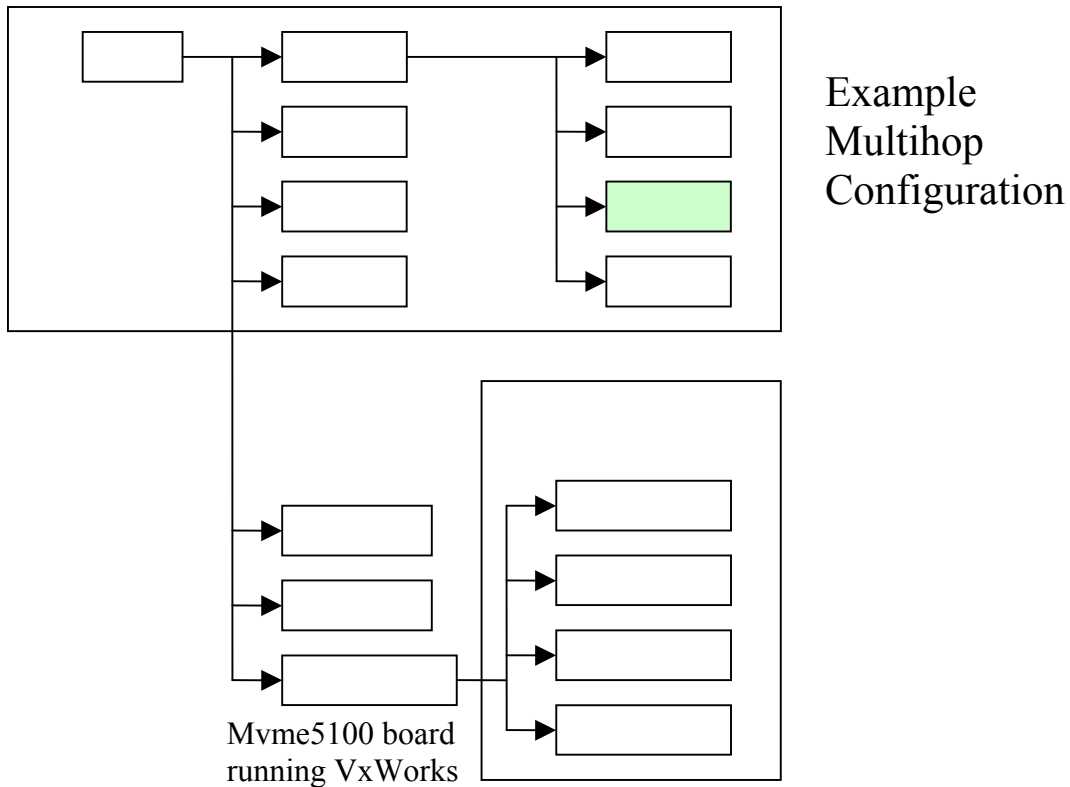 Example
Multihop
Configuration
Mvme5100 board
running VxWorks